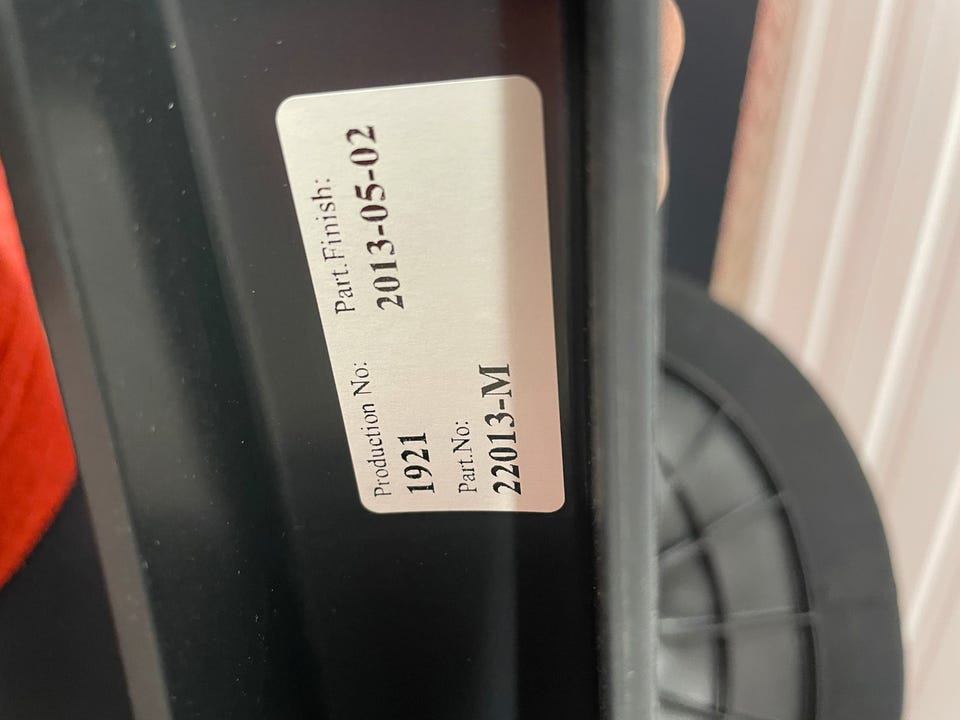 Production No: Part.Finish:
1921 2013-05-02
Part.No:
22013-M